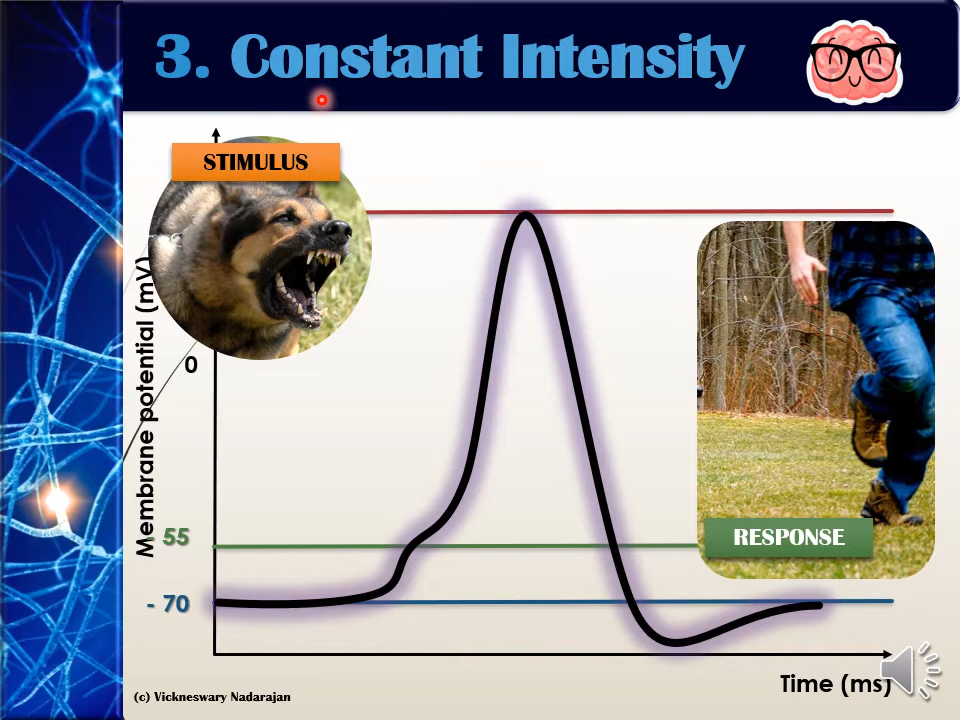 3. Constant Intensity
STIMULUS
Membrane potential (mV)
0
55
- 70
RESPONSE
Time (ms)
(c) Vickneswary Nadarajan